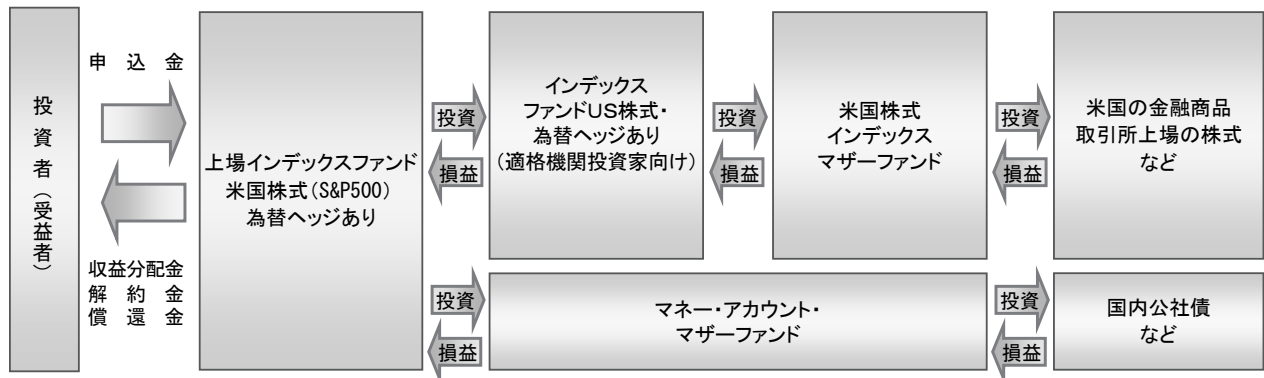 投資者(受益者)
申込金
収益分配金
解約金
償還金
上場インデックスファンド
米国株式(S&P500)
為替ヘッジあり
投資
損益
インデックス
ファンドUS株式・
為替ヘッジあり
(適格機関投資家向け)
投資
損益
米国株式
インデックス
マザーファンド
投資
損益
米国の金融商品
取引所上場の株式
など
投資
損益
マネー・アカウント・
マザーファンド
投資
損益
国内公社債
など